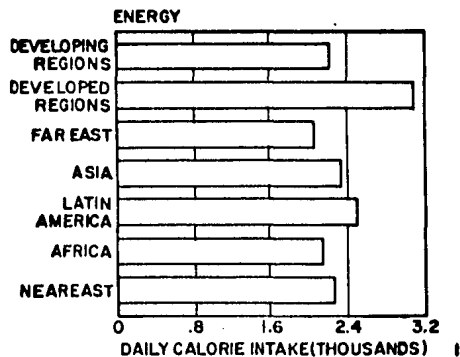 ENERGY
DEVELOPING
REGIONS
DEVELOPED
REGIONS
FAR EAST
ASIA
LATIN
AMERICA
AFRICA
NEAREAST
0 .8 1.6 2.4 3.2
DAILY CALORIE INTAKE(THOUSANDS) I